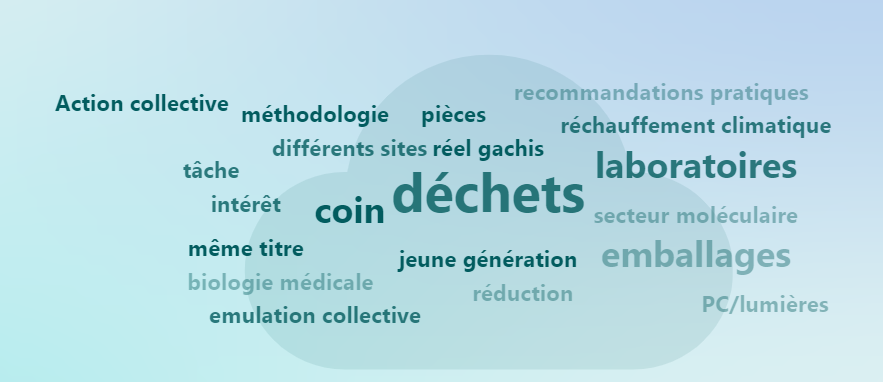 recommandations pratiques
Action collective
méthodologie
pièces
réchauffement climatique
différents sites
réel gachis
laboratoires
tâche
déchets
intérêt
coin
secteur moléculaire
même titre
jeune génération
emballages
biologie médicale
réduction
PC/lumières
emulation collective